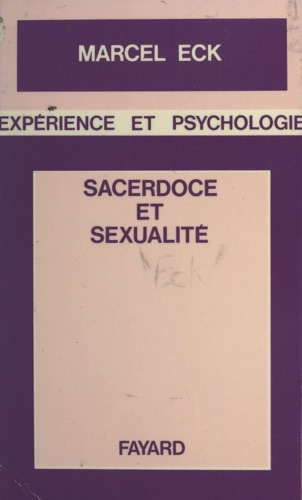 MARCEL ECK
EXPÉRIENCE ET PSYCHOLOGIE
SACERDOCE
ET
SEXUALITÉ
"Eck"
FAYARD